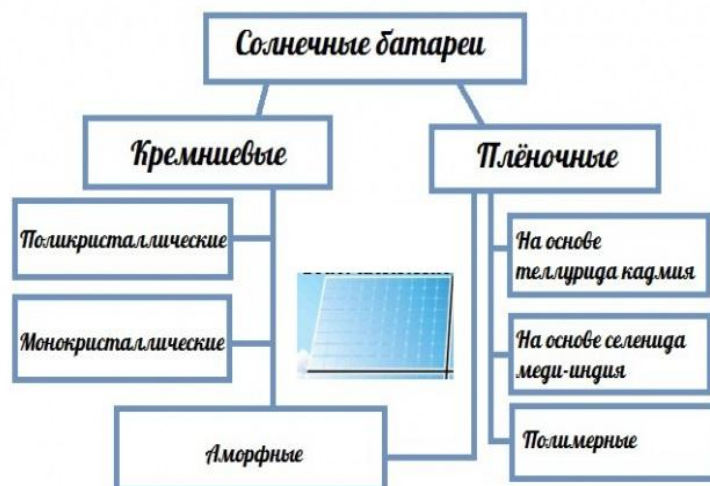 Солнечные батареи
Кремниевые
Плёночные
Поликристаллические
Монокристаллические
Аморфные
На основе
теллурида кадмия
На основе селенида
меди-индия
Полимерные